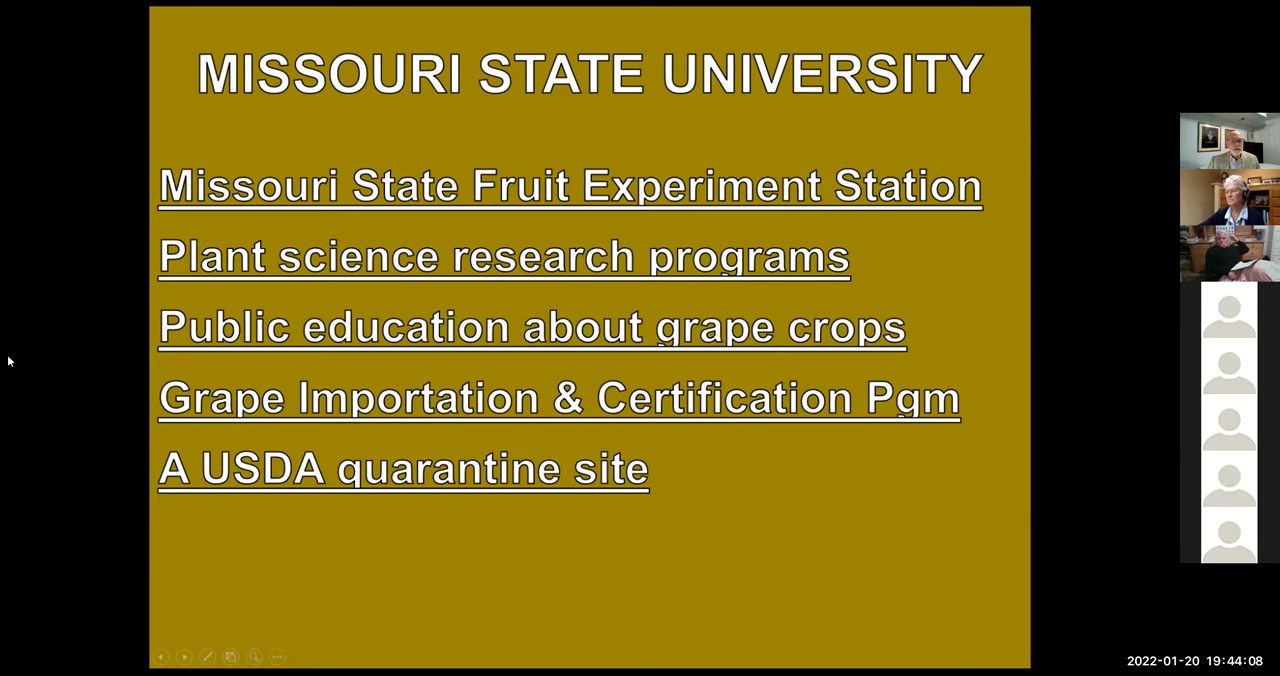 MISSOURI STATE UNIVERSITY
Missouri State Fruit Experiment Station
Plant science research programs
Public education about grape crops
Grape Importation & Certification Pgm
A USDA quarantine site
2022-01-20 19:44:08